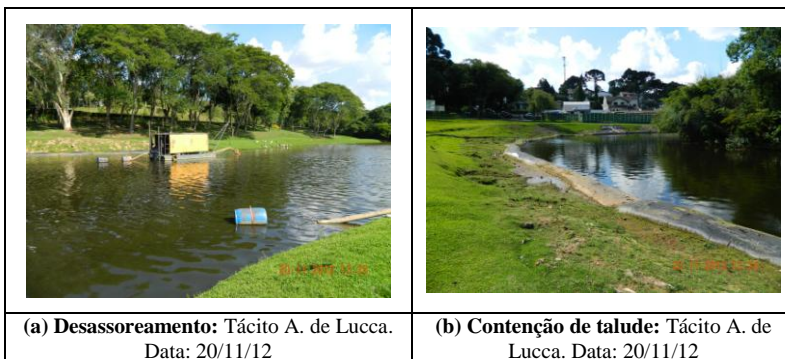 (a) Desassoreamento: Tácito A. de Lucca.
Data: 20/11/12
(b) Contenção de talude: Tácito A. de
Lucca. Data: 20/11/12